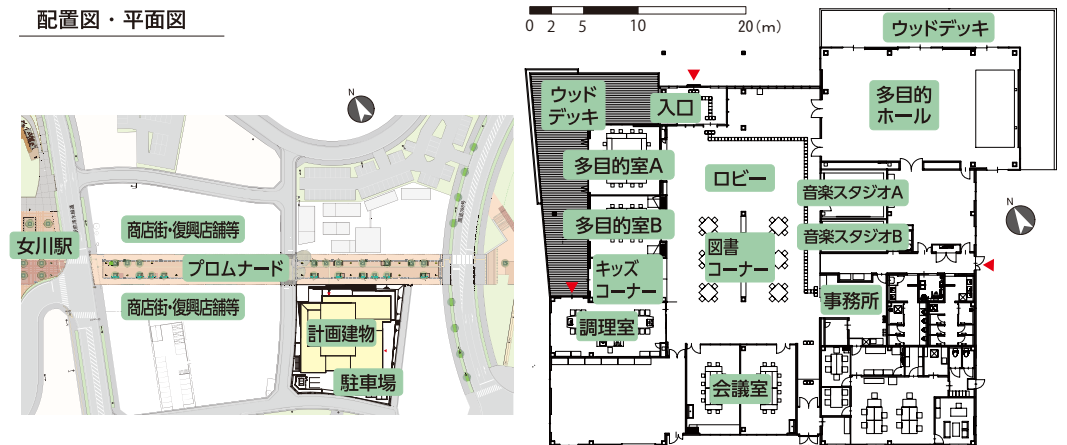 配置図・平面図
0 2 5 10 20(m)
N
女川駅
商店街・復興店舗等
プロムナード
商店街・復興店舗等
計画建物
駐車場
ウッドデッキ
ウッド
デッキ
入口
多目的
ホール
多目的室A
ロビー
音楽スタジオA
多目的室B
音楽スタジオB
図書
コーナー
キッズ
コーナー
事務所
調理室
会議室
N